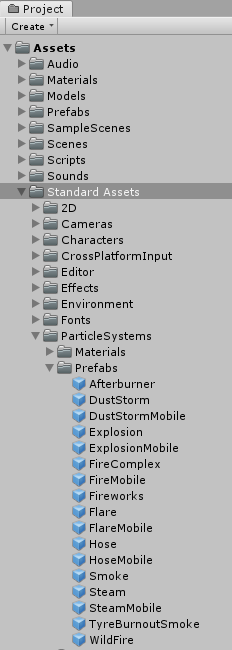 Project
Create
Assets
Audio
Materials
Models
Prefabs
SampleScenes
Scenes
Scripts
Sounds
Standard Assets
2D
Cameras
Characters
CrossPlatformInput
Editor
Effects
Environment
Fonts
ParticleSystems
Materials
Prefabs
Afterburner
DustStorm
DustStormMobile
Explosion
ExplosionMobile
FireComplex
FireMobile
Fireworks
Flare
FlareMobile
Hose
HoseMobile
Smoke
Steam
SteamMobile
TyreBurnoutSmoke
WildFire